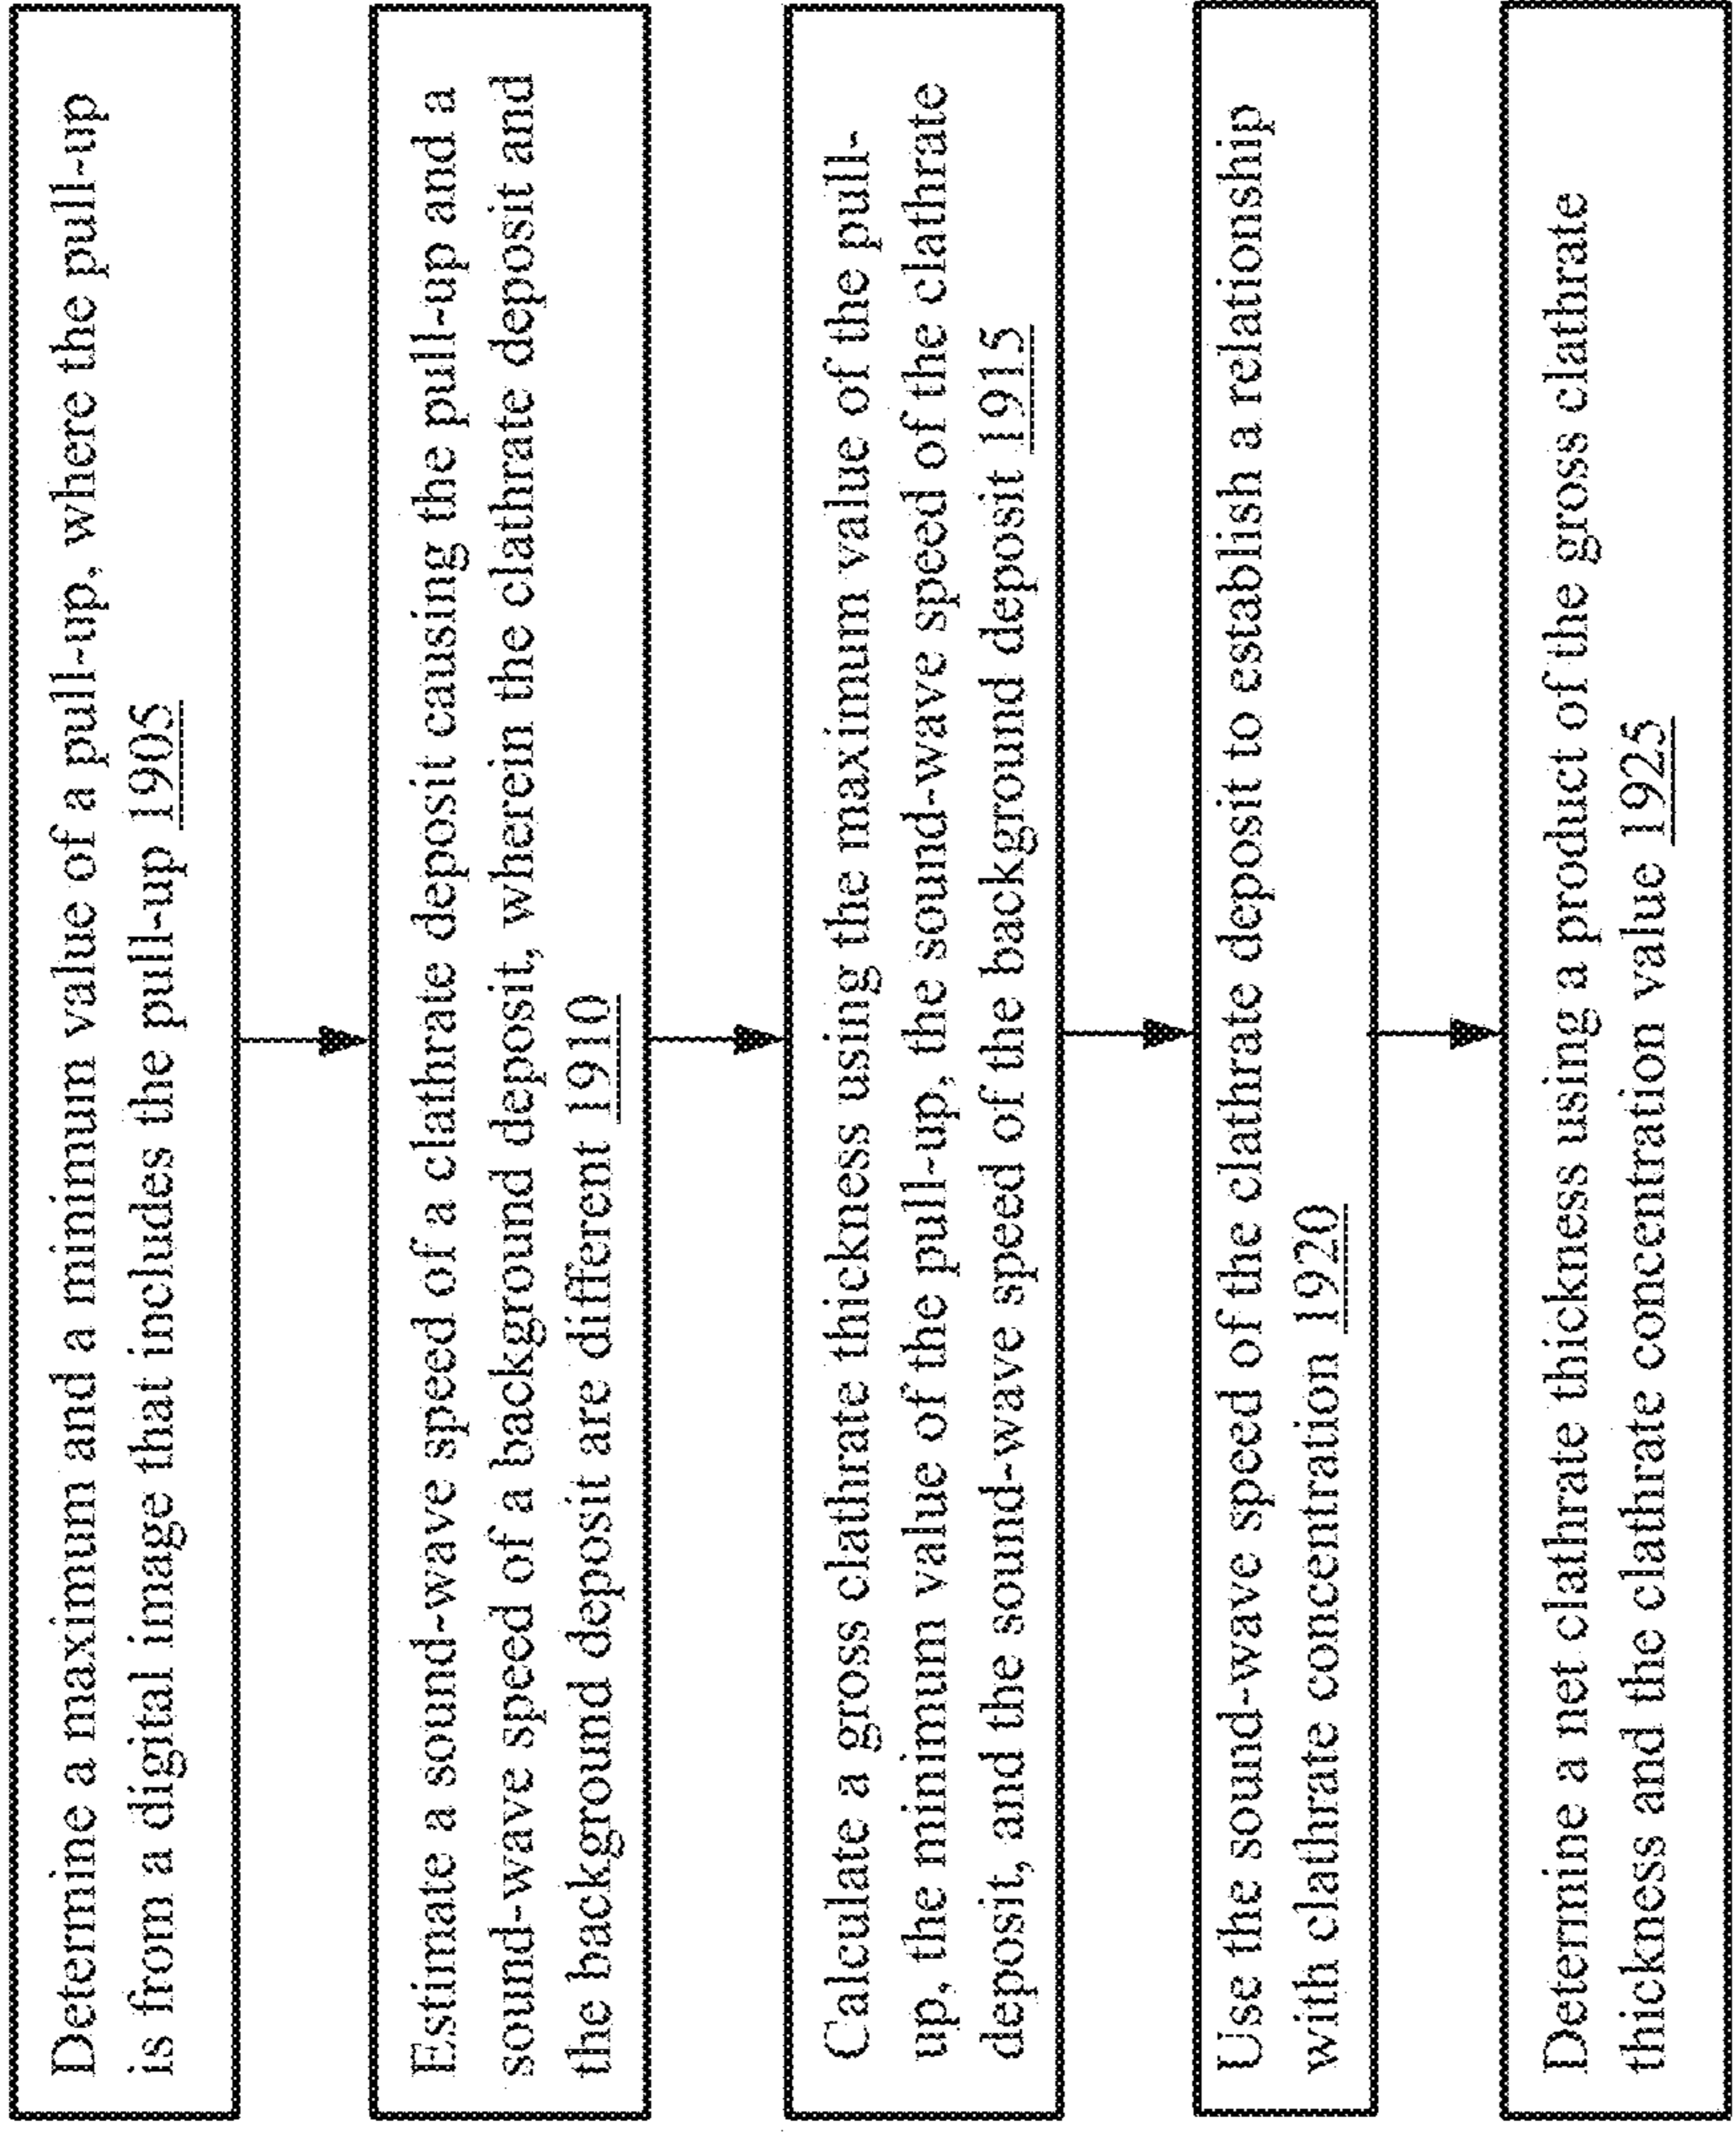 Determine a maximum and a minimum value of a pull-up, where the pull-up
is from a digital image that includes the pull-up 1905
Estimate a sound-wave speed of a clathrate deposit causing the pull-up and a
sound-wave speed of a background deposit, wherein the clathrate deposit and
the background deposit are different 1910
Calculate a gross clathrate thickness using the maximum value of the pull-
up, the minimum value of the pull-up, the sound-wave speed of the clathrate
deposit, and the sound-wave speed of the background deposit 1915
Use the sound-wave speed of the clathrate deposit to establish a relationship
with clathrate concentration 1920
Determine a net clathrate thickness using a product of the gross clathrate
thickness and the clathrate concentration value 1925